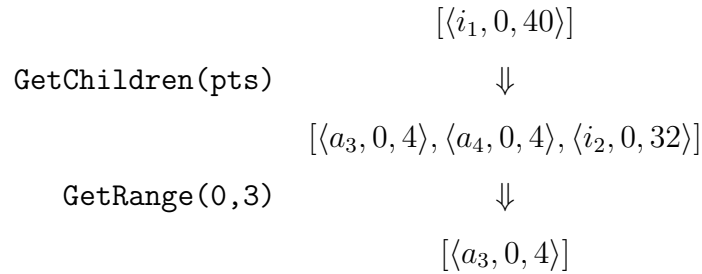 [⟨i₁, 0, 40⟩]
GetChildren(pts) ⇓
[⟨a₃, 0, 4⟩, ⟨a₄, 0, 4⟩, ⟨i₂, 0, 32⟩]
GetRange(0,3) ⇓
[⟨a₃, 0, 4⟩]